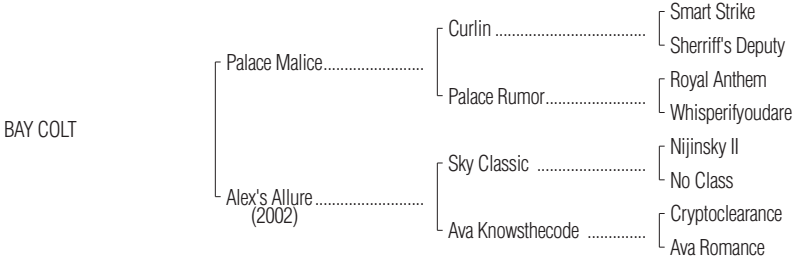 Smart Strike
Curlin ....................................
Sherriff's Deputy
Palace Malice........................
Royal Anthem
Palace Rumor........................
Whisperifyoudare
BAY COLT
Nijinsky II
Sky Classic ..........................
No Class
Alex's Allure..........................
(2002)
Cryptoclearance
Ava Knowsthecode ..............
Ava Romance